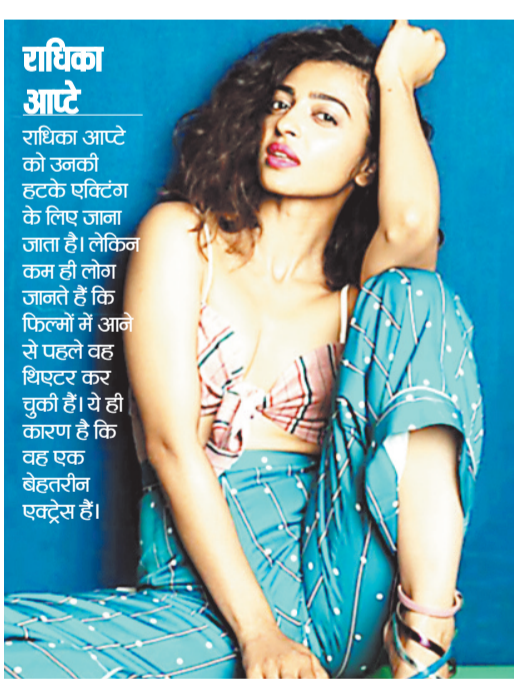 राधिका
आप्टे
राधिका आप्टे
को उनकी
हटके एक्टिंग
के लिए जाना
जाता है। लेकिन
कम ही लोग
जानते हैं कि
फिल्मों में आने
से पहले वह
थिएटर कर
चुकी हैं। ये ही
कारण है कि
वह एक
बेहतरीन
एक्ट्रेस हैं।